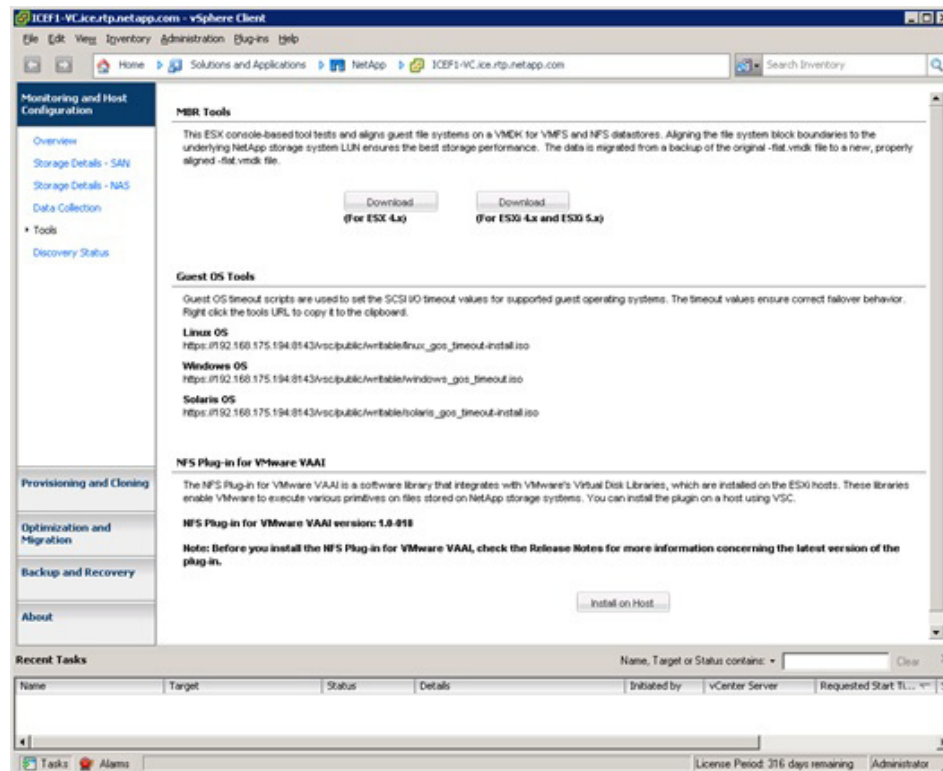 ICEF1-VC.ice.rtp.netapp.com - vSphere Client
File Edit View Inventory Administration Plug-ins Help
Home Solutions and Applications NetApp ICEF1-VC.ice.rtp.netapp.com Search Inventory
Monitoring and Host
Configuration
Overview
Storage Details - SAN
Storage Details - NAS
Data Collection
Tools
Discovery Status
Provisioning and Cloning
Optimization and
Migration
Backup and Recovery
About
MBR Tools
This ESX console-based tool tests and aligns guest file systems on a VMDK for VMFS and NFS datastores. Aligning the file system block boundaries to the
underlying NetApp storage system LUN ensures the best storage performance. The data is migrated from a backup of the original -flat.vmdk file to a new, properly
aligned -flat.vmdk file.
Download Download
(For ESX 4.x) (For ESXi 4.x and ESXi 5.x)
Guest OS Tools
Guest OS timeout scripts are used to set the SCSI I/O timeout values for supported guest operating systems. The timeout values ensure correct failover behavior.
Right click the tools URL to copy it to the clipboard.
Linux OS
https://192.168.175.194:8143/vsc/public/writable/linux_gos_timeout-install.iso
Windows OS
https://192.168.175.194:8143/vsc/public/writable/windows_gos_timeout.iso
Solaris OS
https://192.168.175.194:8143/vsc/public/writable/solaris_gos_timeout-install.iso
NFS Plug-in for VMware VAAI
The NFS Plug-in for VMware VAAI is a software library that integrates with VMware's Virtual Disk Libraries, which are installed on the ESXi hosts. These libraries
enable VMware to execute various primitives on files stored on NetApp storage systems. You can install the plugin on a host using VSC.
NFS Plug-in for VMware VAAI version: 1.0-018
Note: Before you install the NFS Plug-in for VMware VAAI, check the Release Notes for more information concerning the latest version of the
plug-in.
Install on Host
Recent Tasks Name, Target or Status contains: Clear
Name Target Status Details Initiated by vCenter Server Requested Start Ti...
Tasks Alarms License Period: 316 days remaining Administrator